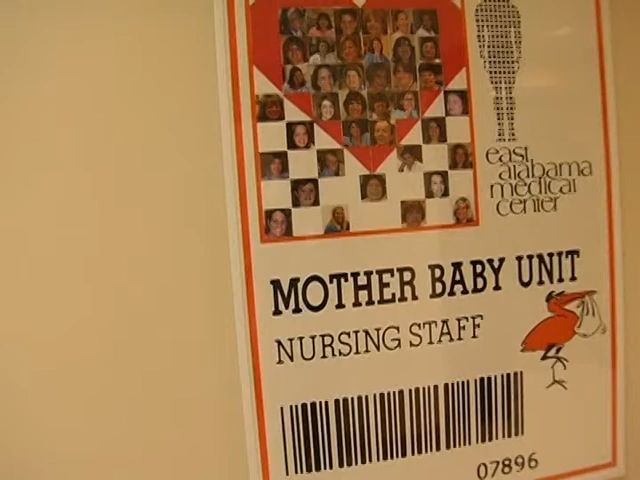 east
alabama
medical
center
MOTHER BABY UNIT
NURSING STAFF
07896